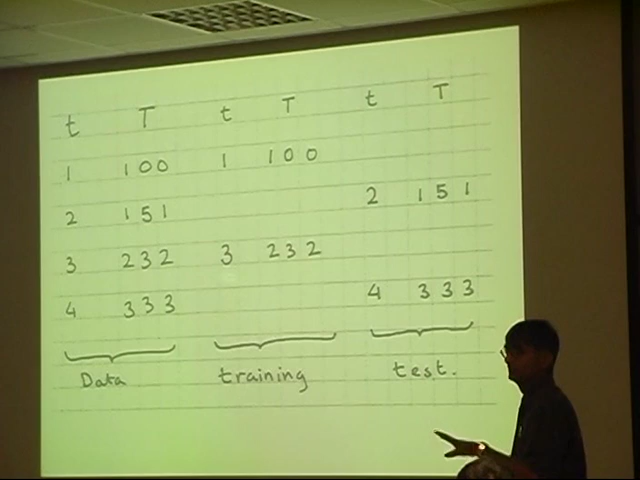 t T t T t T
1 100 1 100
2 151 2 151
3 232 3 232
4 333 4 333
Data training test.